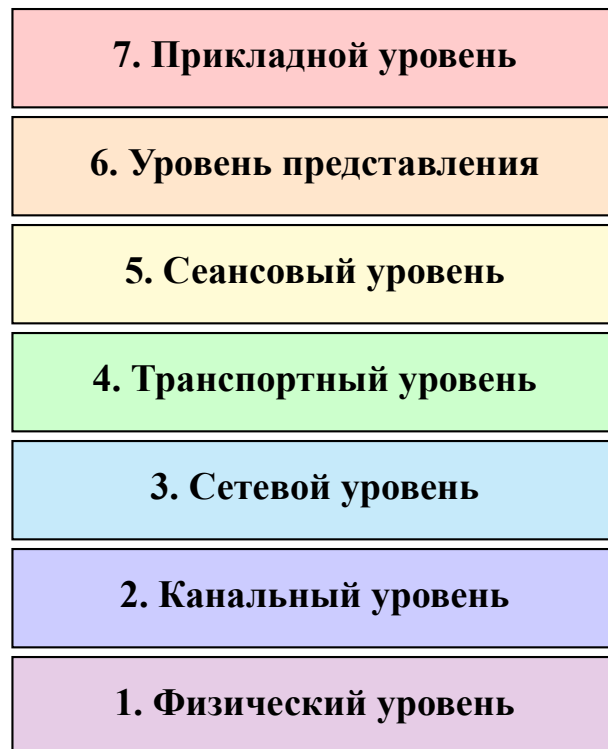 7. Прикладной уровень
6. Уровень представления
5. Сеансовый уровень
4. Транспортный уровень
3. Сетевой уровень
2. Канальный уровень
1. Физический уровень